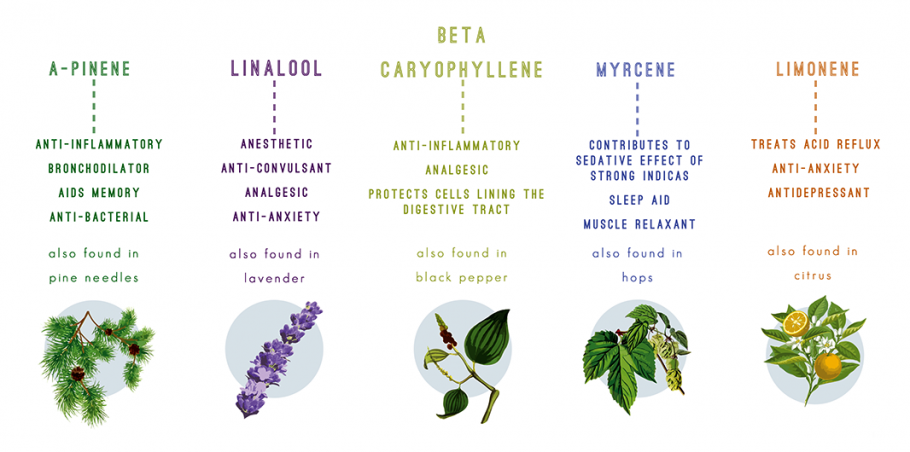 A-PINENE
ANTI-INFLAMMATORY
BRONCHODILATOR
AIDS MEMORY
ANTI-BACTERIAL
also found in
pine needles
LINALOOL
ANESTHETIC
ANTI-CONVULSANT
ANALGESIC
ANTI-ANXIETY
also found in
lavender
BETA
CARYOPHYLLENE
ANTI-INFLAMMATORY
ANALGESIC
PROTECTS CELLS LINING THE
DIGESTIVE TRACT
also found in
black pepper
MYRCENE
CONTRIBUTES TO
SEDATIVE EFFECT OF
STRONG INDICAS
SLEEP AID
MUSCLE RELAXANT
also found in
hops
LIMONENE
TREATS ACID REFLUX
ANTI-ANXIETY
ANTIDEPRESSANT
also found in
citrus